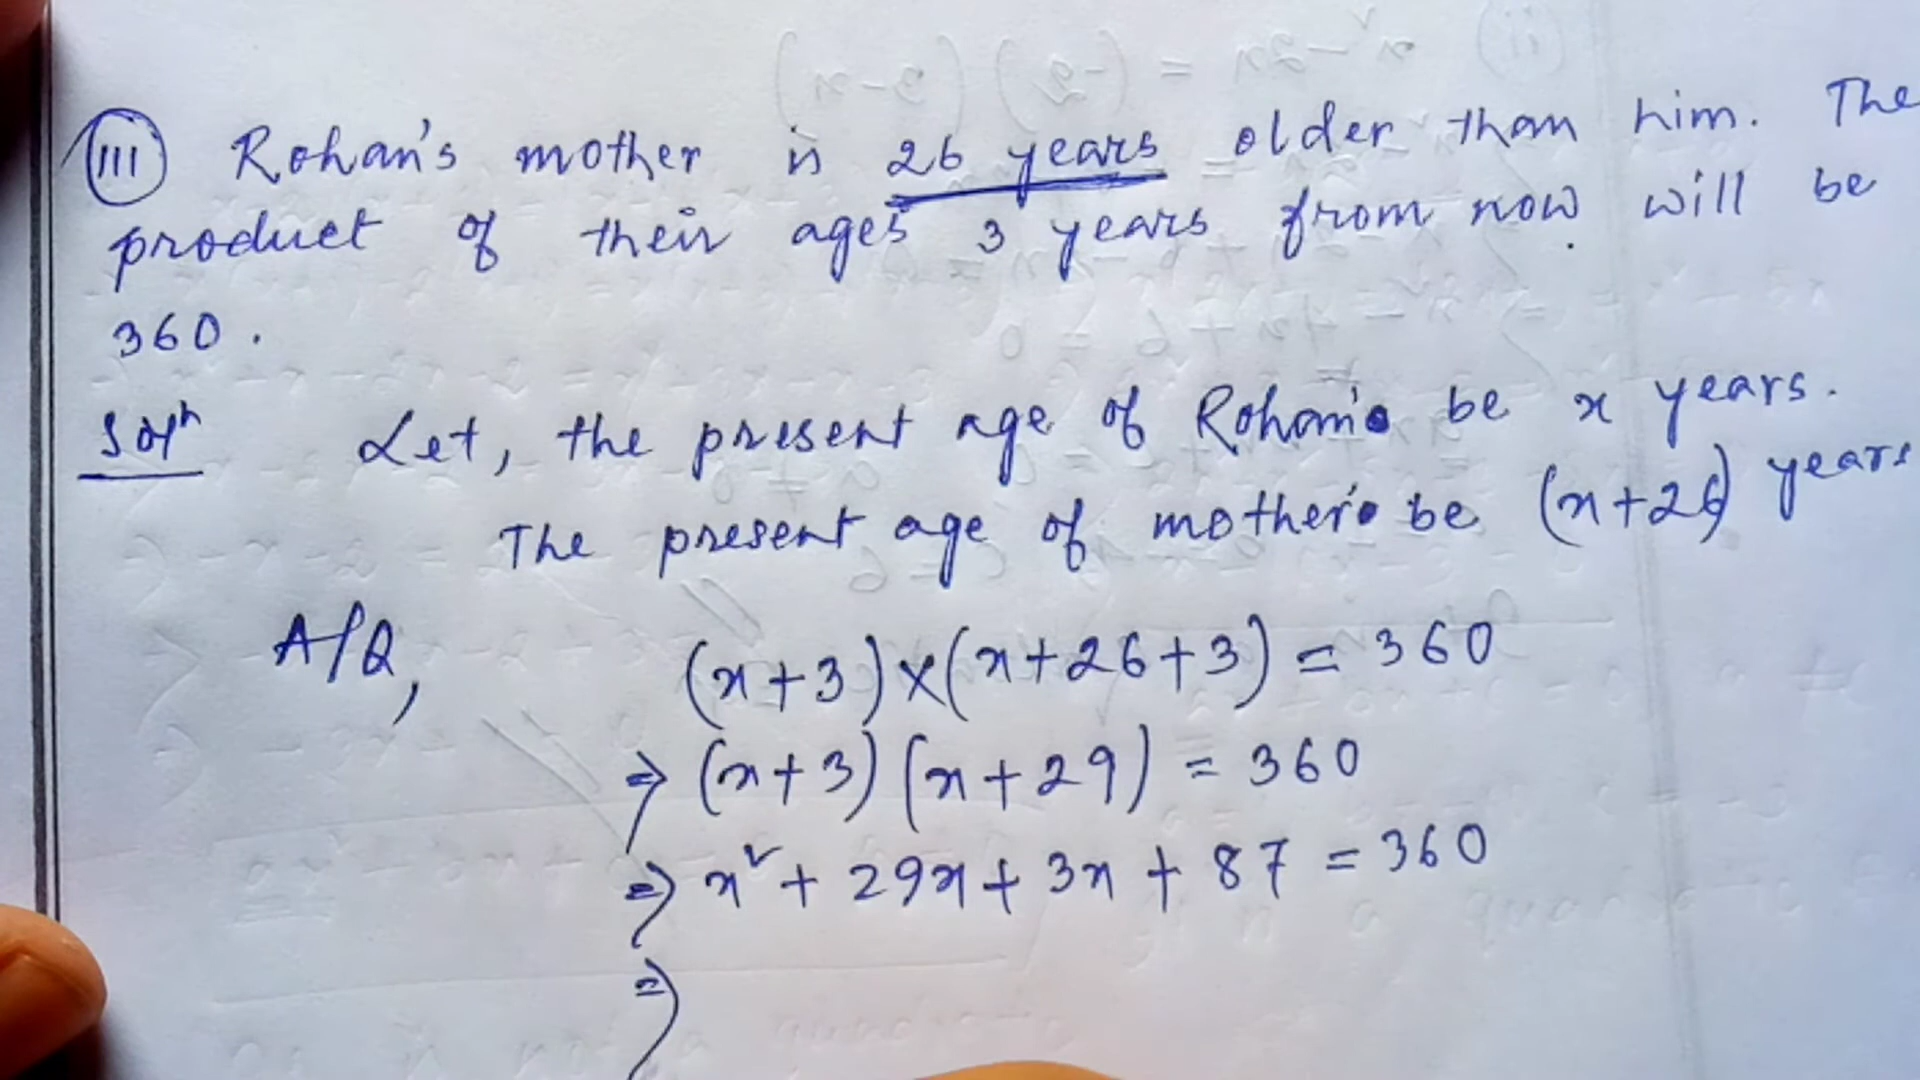 (iii) Rohan's mother is 26 years older than him. The
product of their ages 3 years from now will be
360.
Solⁿ Let, the present age of Rohan's be x years.
The present age of mother's be (x+26) years
A/Q, (x+3)×(x+26+3) = 360
⇒ (x+3) (x+29) = 360
⇒ x² + 29x + 3x + 87 = 360
⇒